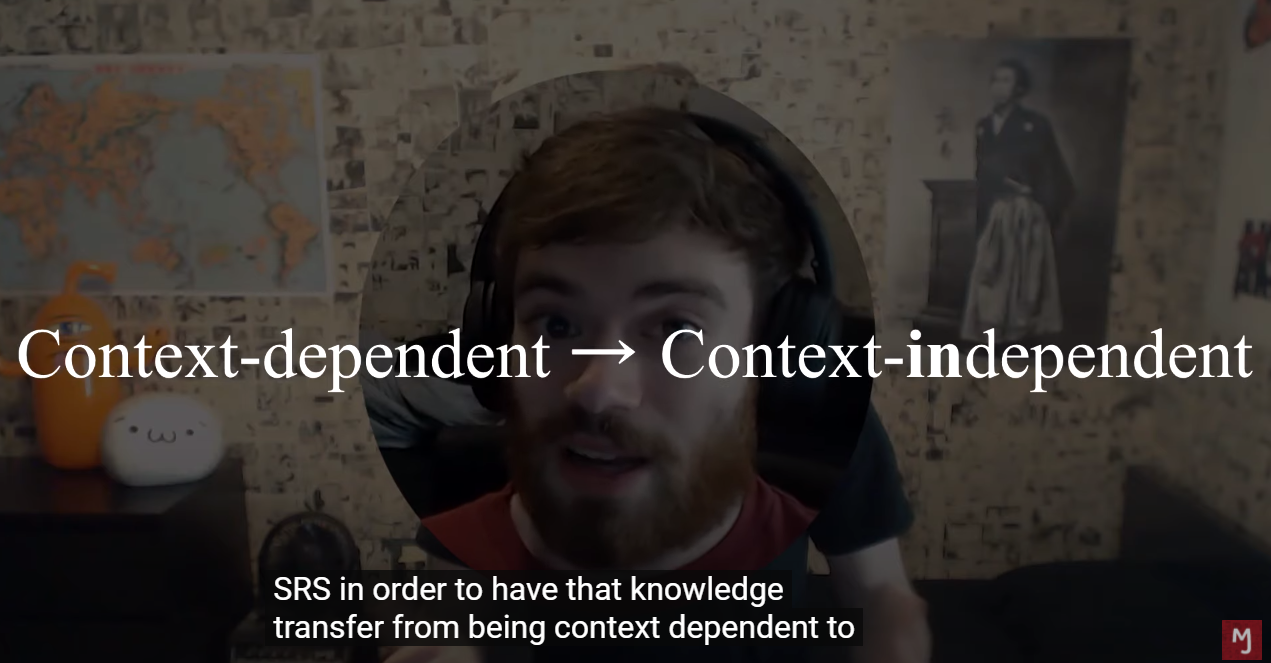 Context-dependent → Context-independent
SRS in order to have that knowledge
transfer from being context dependent to
MJ